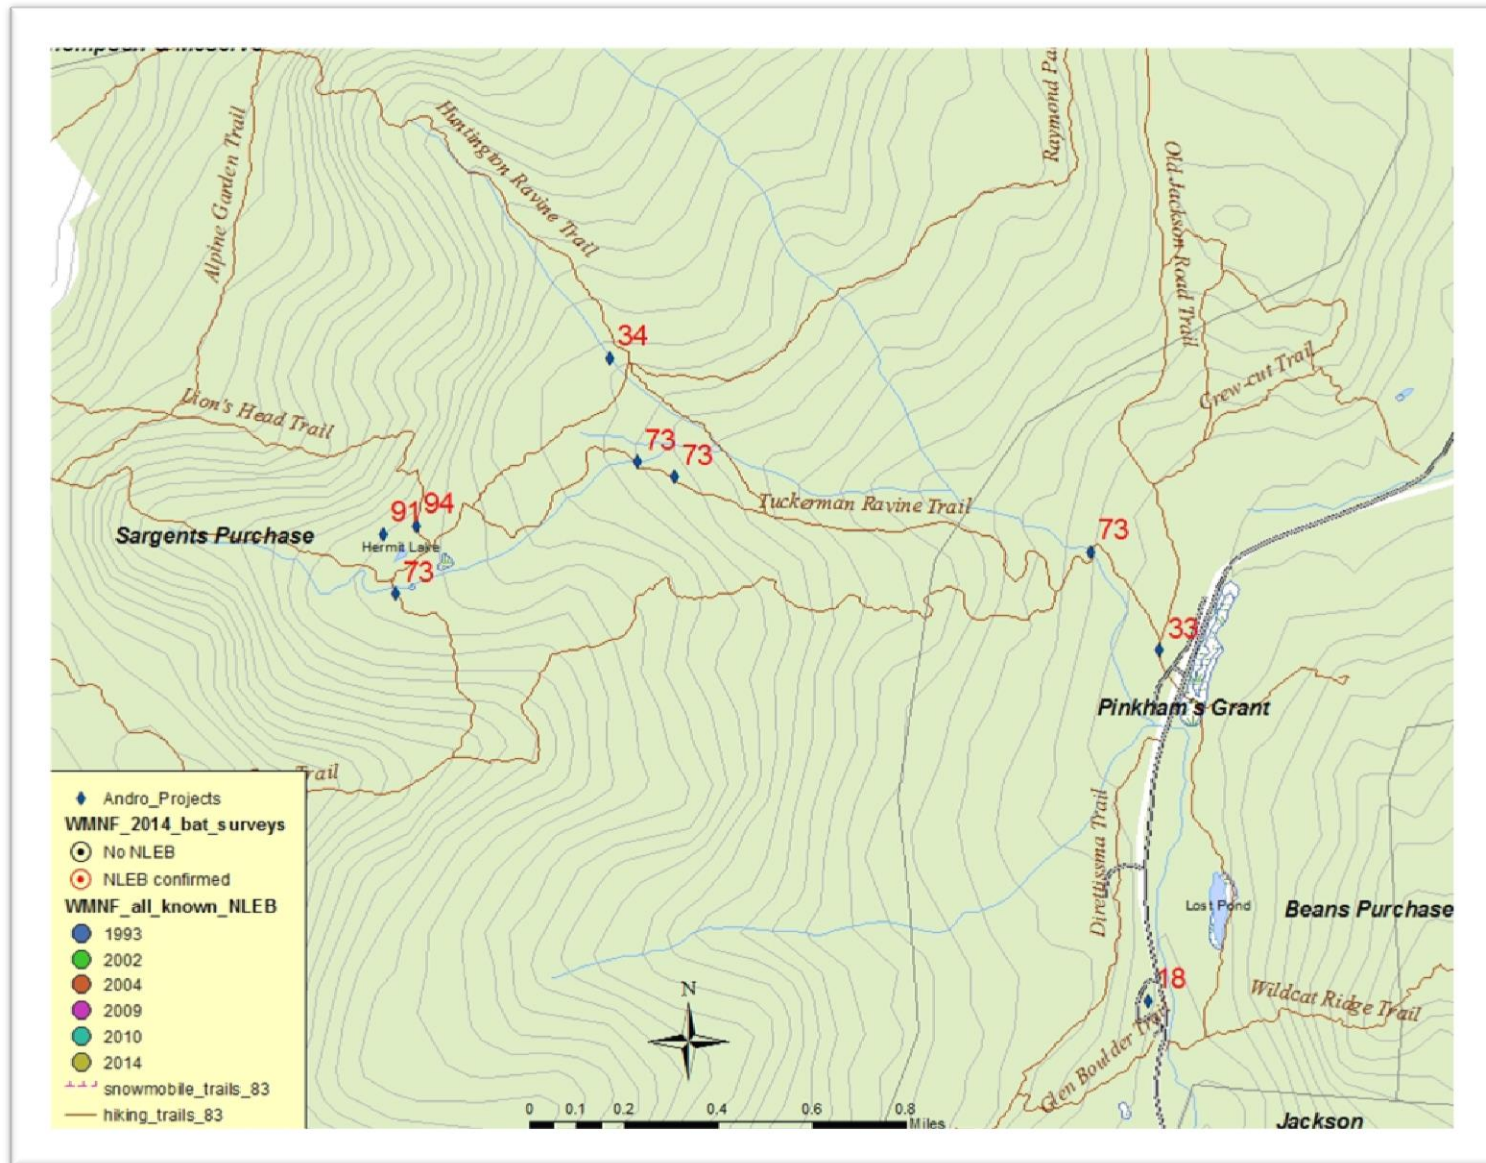 Huntington Ravine Trail
Raymond Pa
Alpine Garden Trail
Old Jackson Road Trail
34
Crew-cut Trail
Lion's Head Trail
73
73
Tuckerman Ravine Trail
91
94
Sargents Purchase
Hermit Lake
73
73
33
Pinkham's Grant
Trail
Direttissma Trail
Lost Pond
Beans Purchase
18
Wildcat Ridge Trail
Glen Boulder Trail
Jackson
N
0 0.1 0.2 0.4 0.6 0.8
Miles
Andro_Projects
WMNF_2014_bat_surveys
No NLEB
NLEB confirmed
WMNF_all_known_NLEB
1993
2002
2004
2009
2010
2014
snowmobile_trails_83
hiking_trails_83